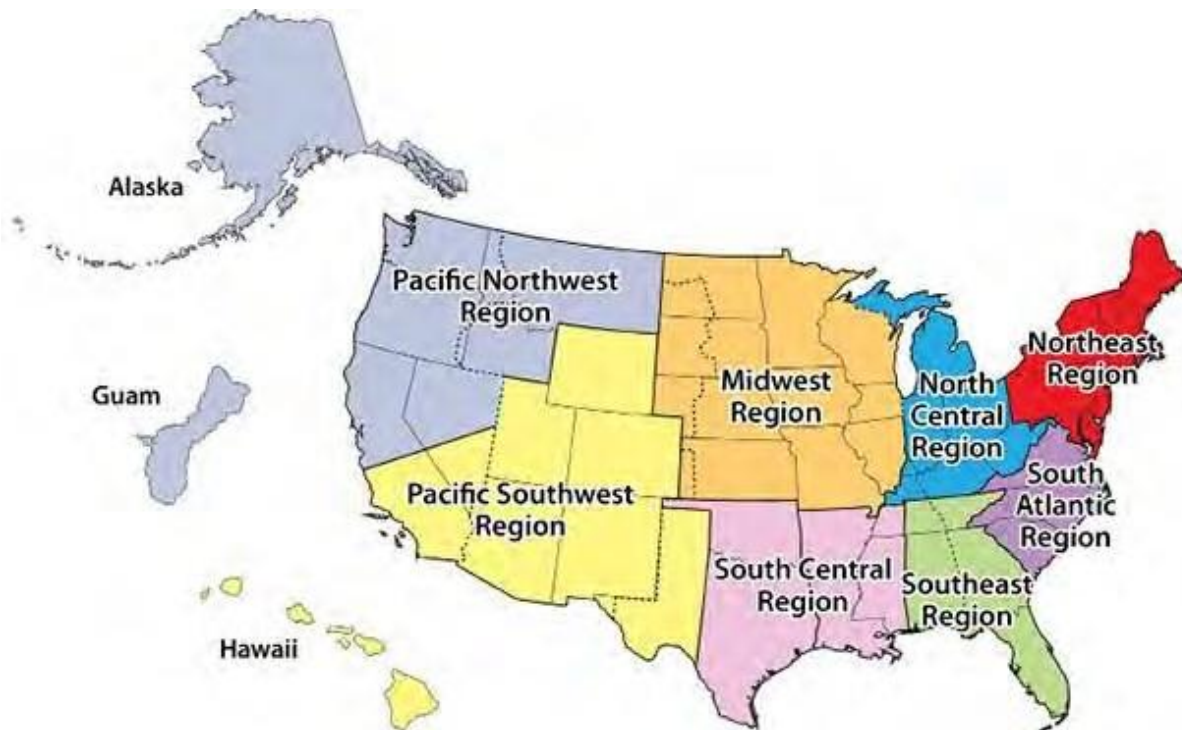 Alaska
Pacific Northwest
Region
Northeast
Region
Guam
Midwest
Region
North
Central
Region
Pacific Southwest
Region
South
Atlantic
Region
South Central
Region
Southeast
Region
Hawaii